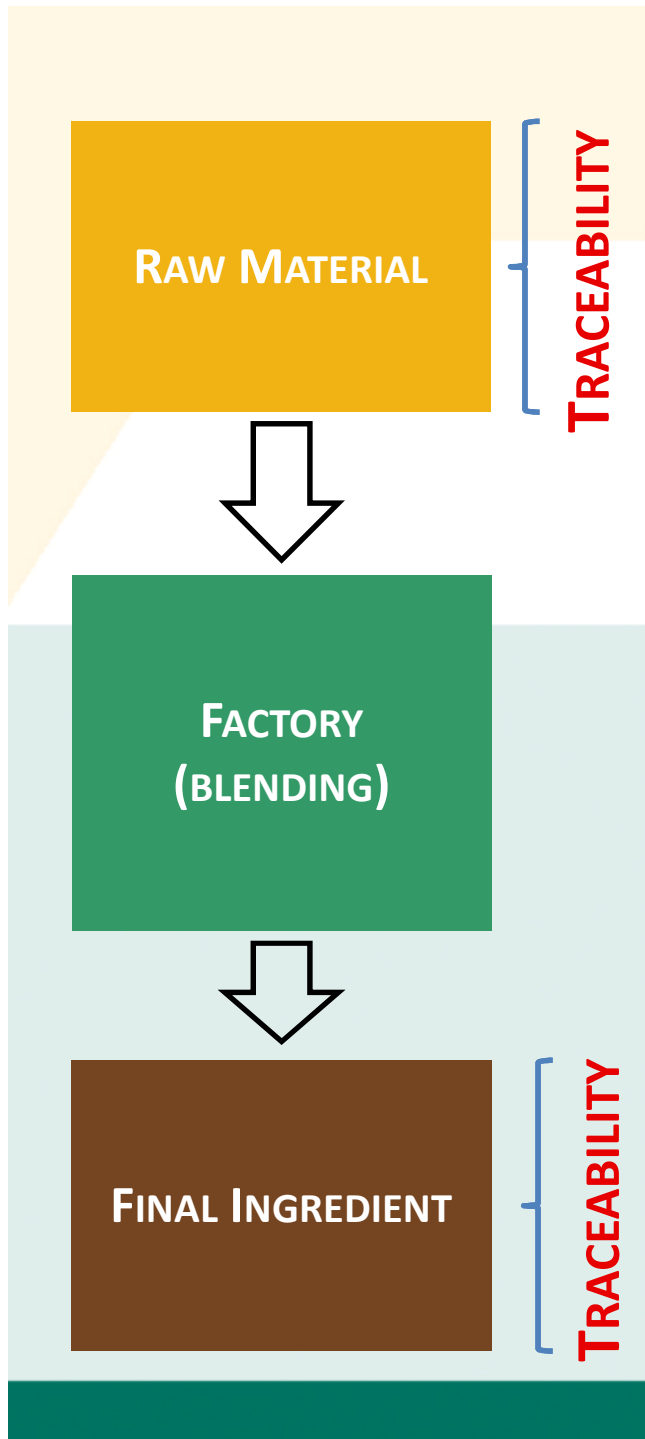 RAW MATERIAL
TRACEABILITY
FACTORY
(BLENDING)
FINAL INGREDIENT
TRACEABILITY